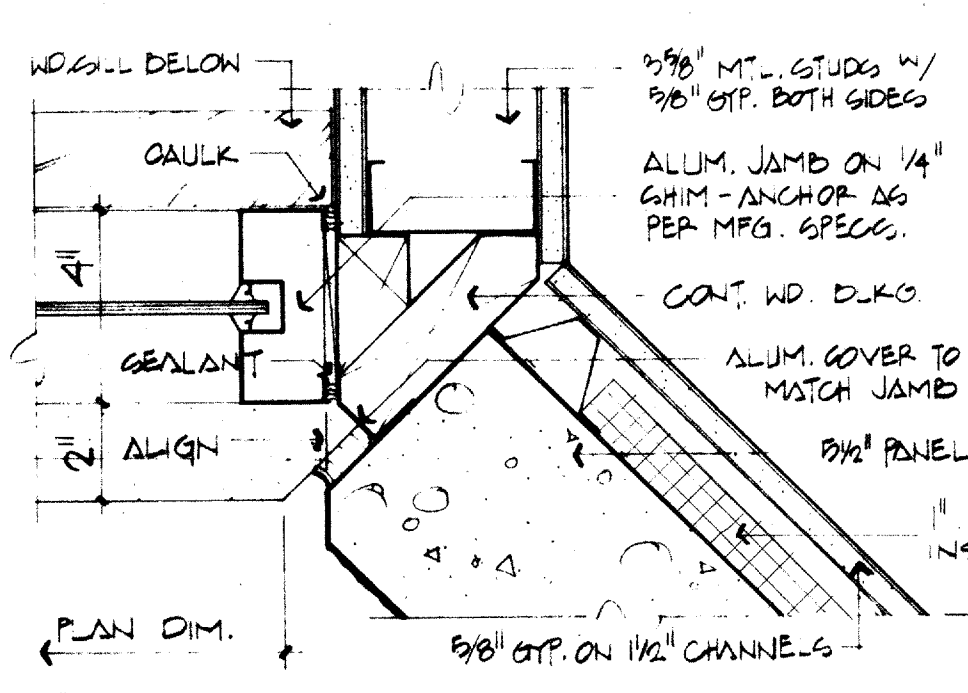 WD. SILL BELOW
CAULK
4"
SEALANT
2"
ALIGN
PLAN DIM.
3 5/8" MTL. STUDS W/
5/8" GYP. BOTH SIDES
ALUM. JAMB ON 1/4"
SHIM - ANCHOR AS
PER MFG. SPECS.
CONT. WD. BLKG.
ALUM. COVER TO
MATCH JAMB
5 1/2" PANEL
1"
INS
5/8" GYP. ON 1 1/2" CHANNELS